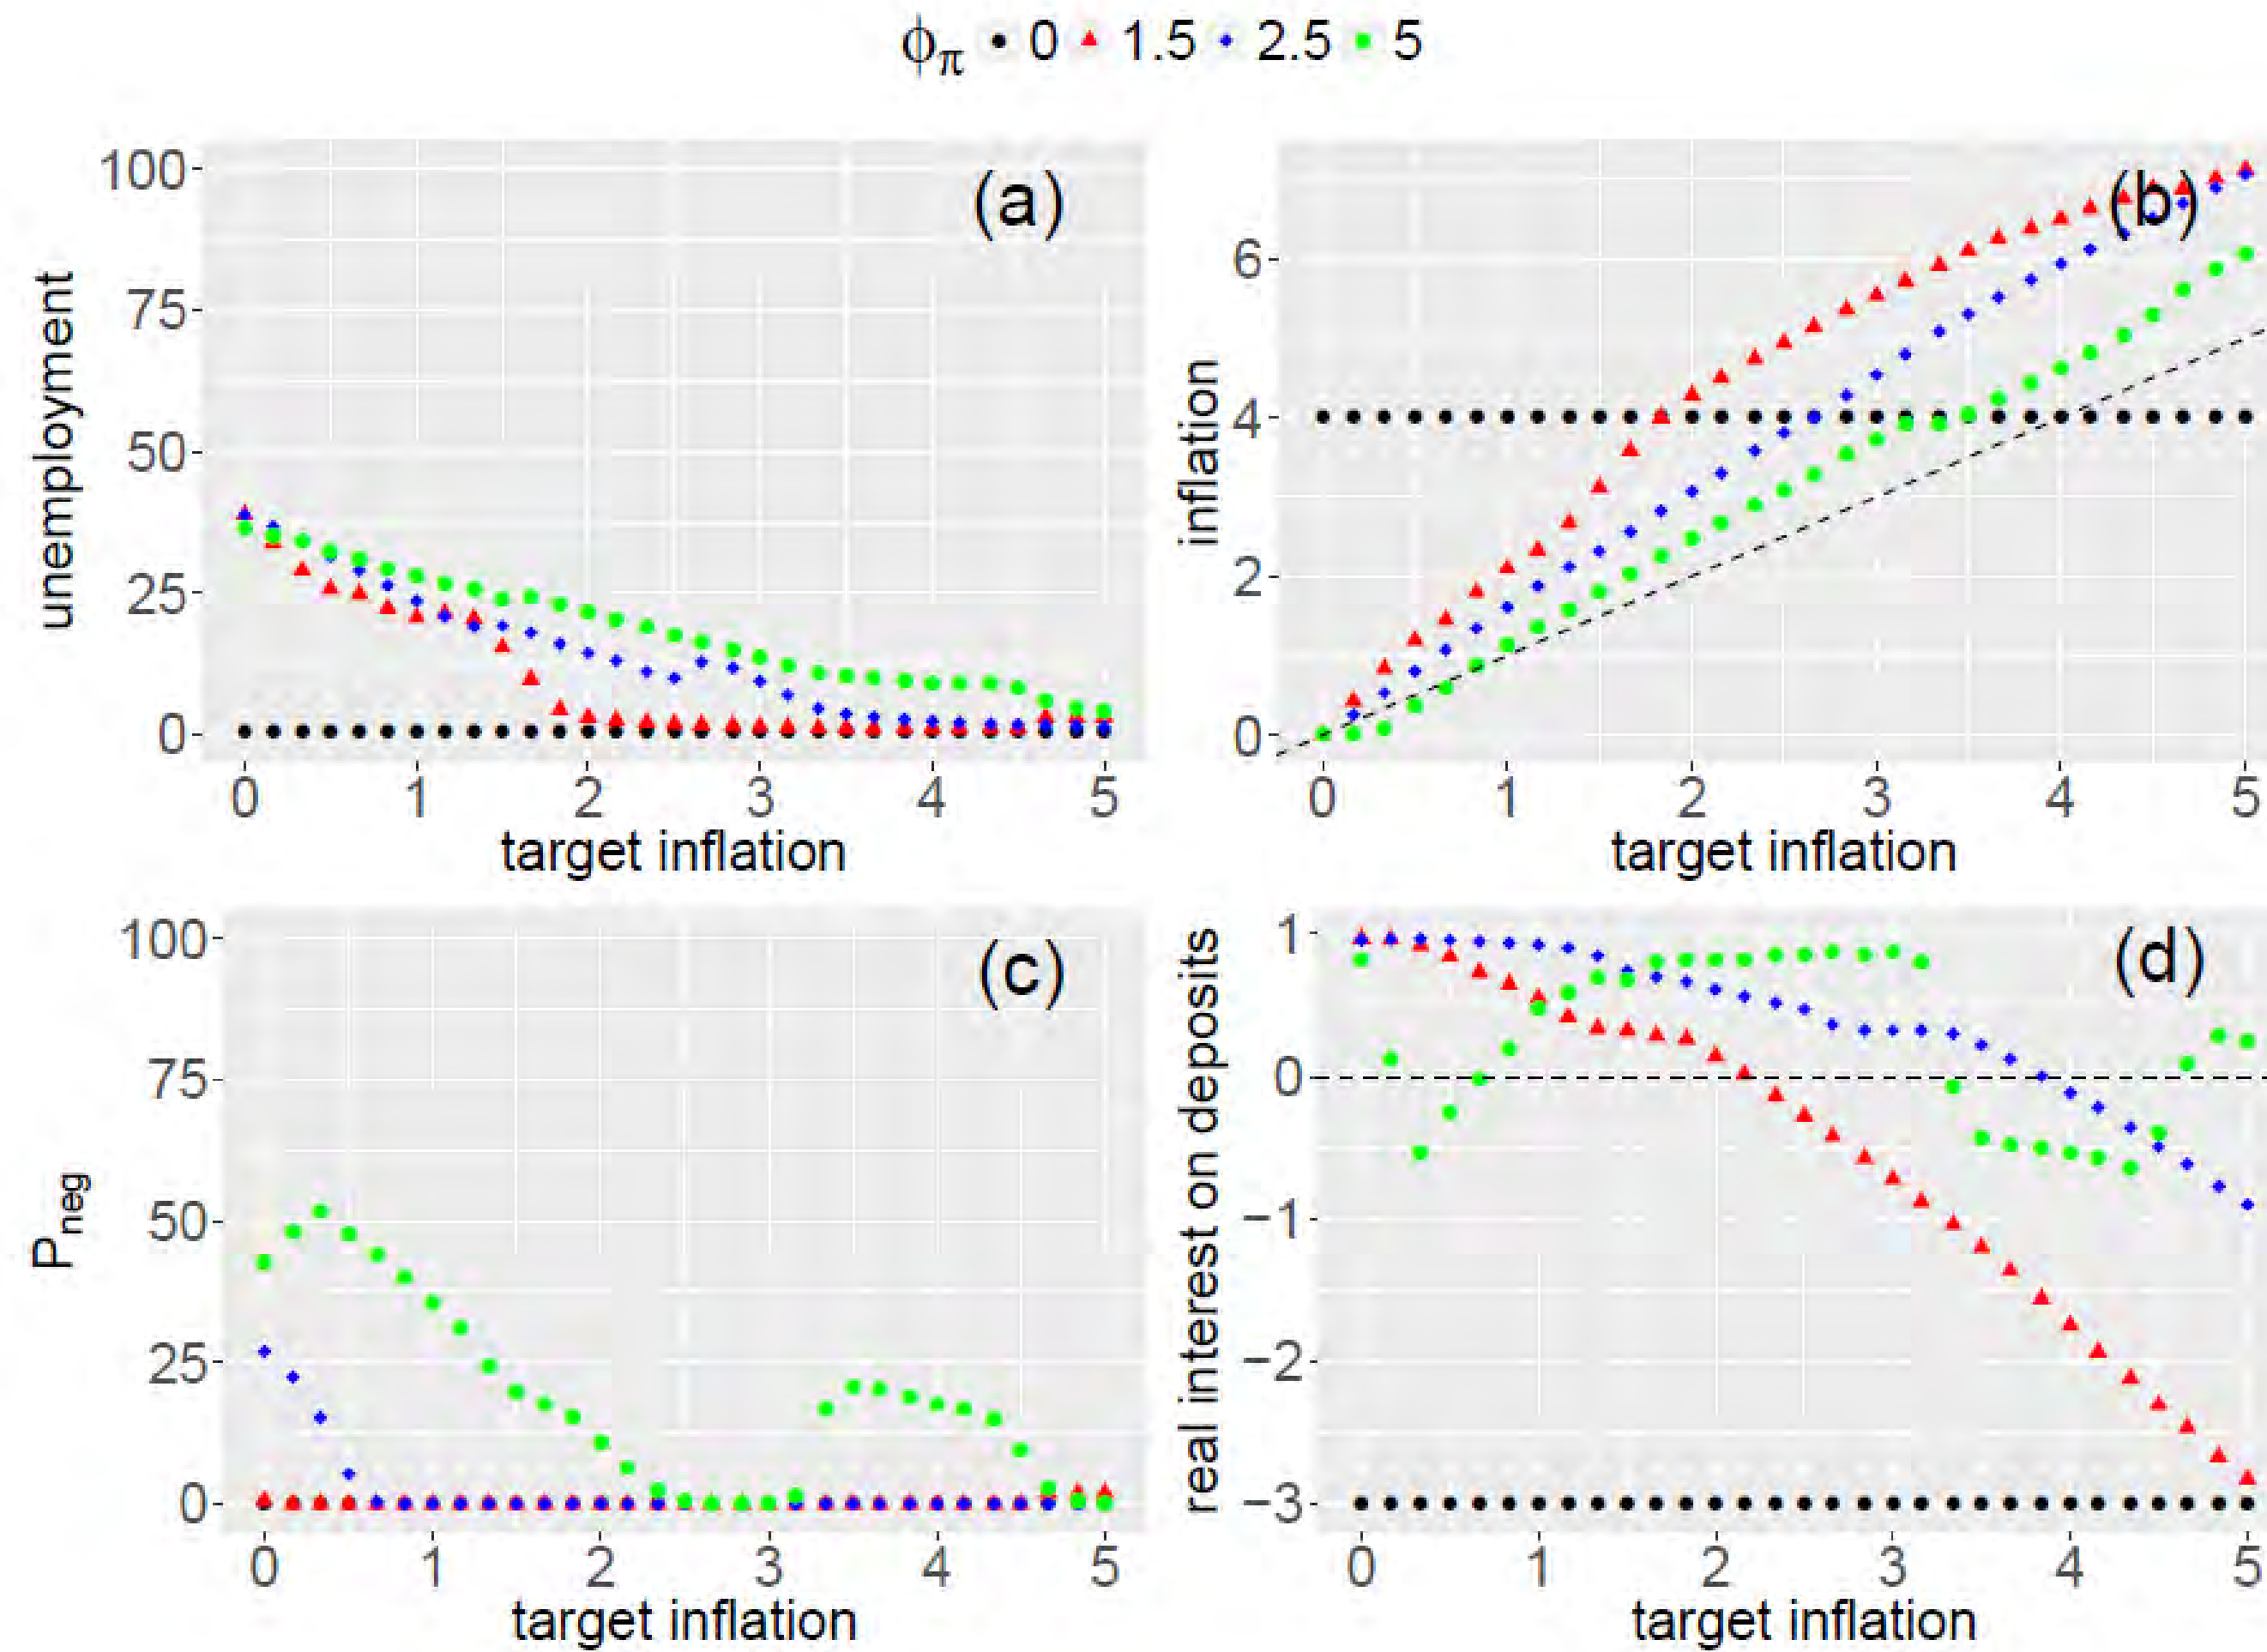 ϕπ 0 1.5 2.5 5
(a)
100
75
50
25
0
unemployment
0 1 2 3 4 5
target inflation
(b)
6
4
2
0
inflation
0 1 2 3 4 5
target inflation
(c)
100
75
50
25
0
Pneg
0 1 2 3 4 5
target inflation
(d)
1
0
−1
−2
−3
real interest on deposits
0 1 2 3 4 5
target inflation